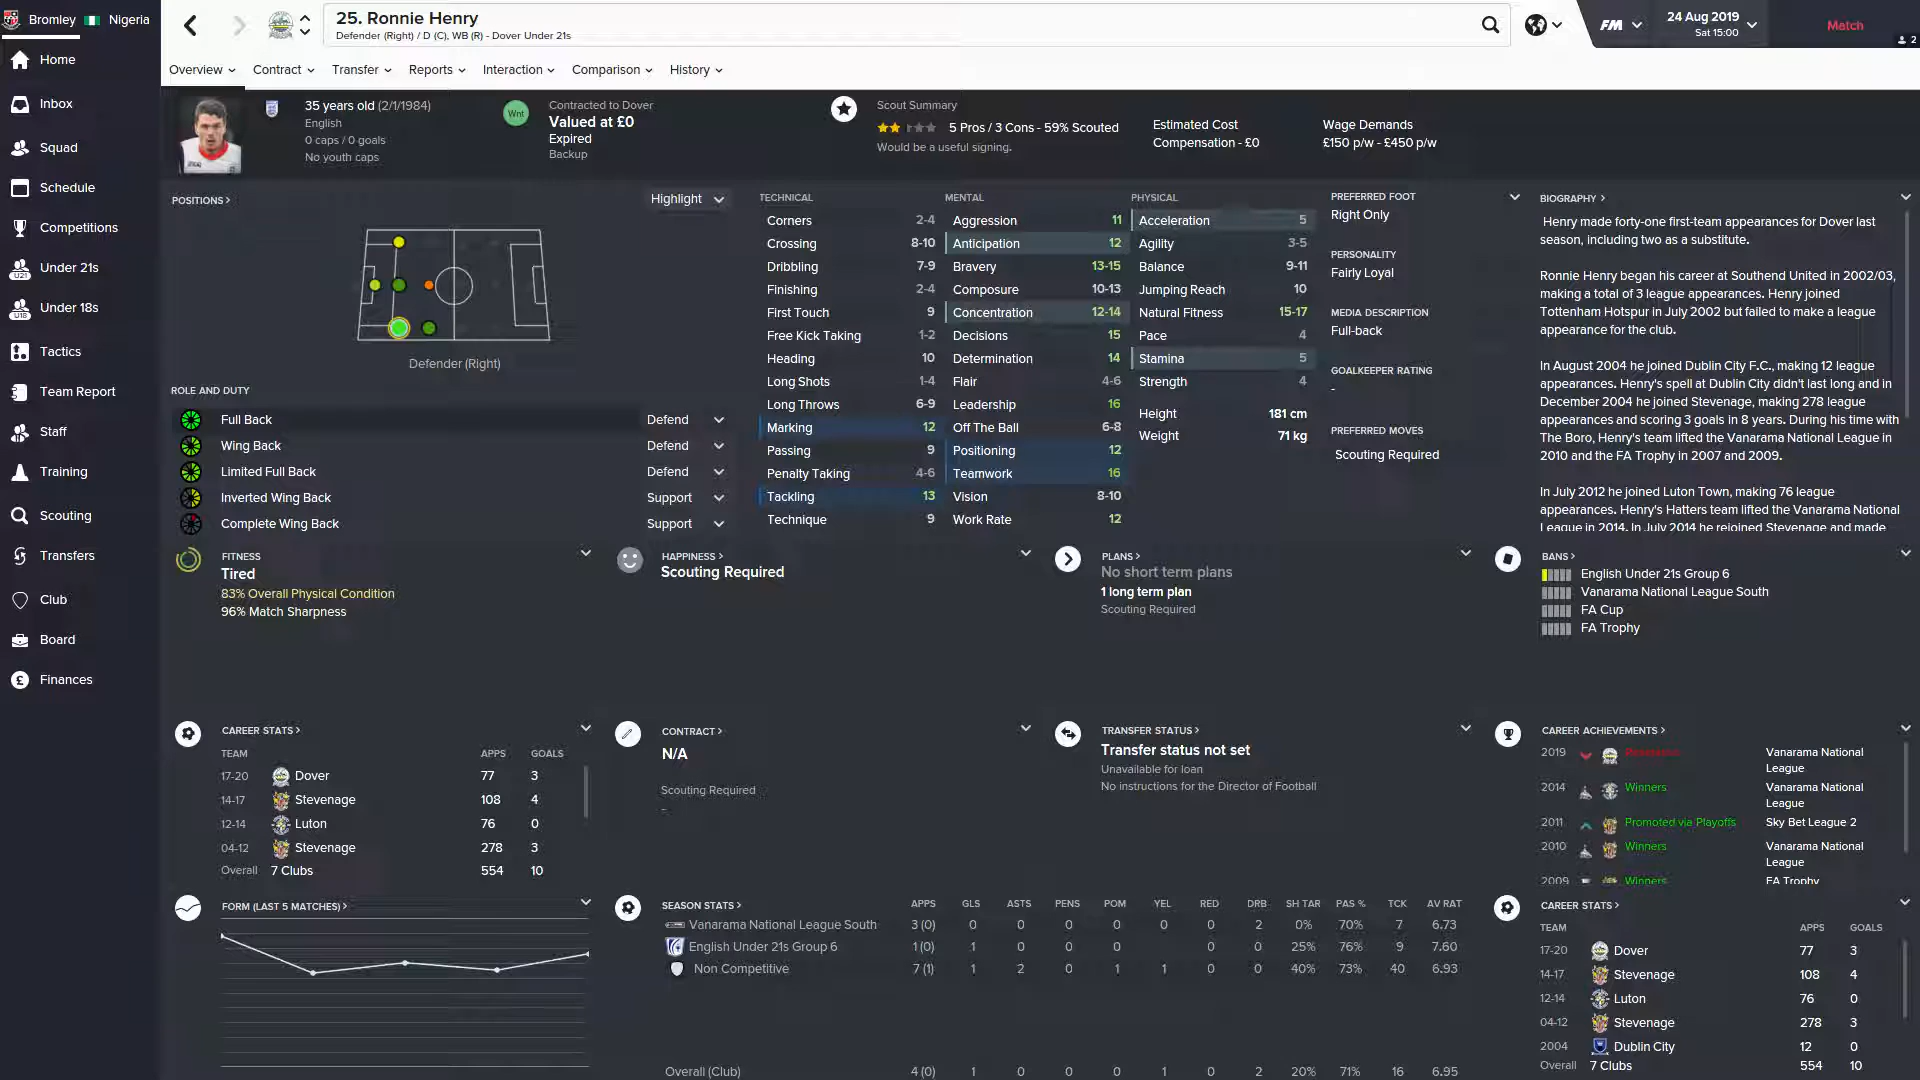 Bromley Nigeria
25. Ronnie Henry
Defender (Right) / D (C), WB (R) - Dover Under 21s
FM
24 Aug 2019
Sat 15:00
Match
2
Home
Inbox
Squad
Schedule
Competitions
Under 21s
Under 18s
Tactics
Team Report
Staff
Training
Scouting
Transfers
Club
Board
Finances
Overview Contract Transfer Reports Interaction Comparison History
35 years old (2/1/1984)
English
0 caps / 0 goals
No youth caps
Wnt
Contracted to Dover
Valued at £0
Expired
Backup
Scout Summary
5 Pros / 3 Cons - 59% Scouted
Would be a useful signing.
Estimated Cost
Compensation - £0
Wage Demands
£150 p/w - £450 p/w
POSITIONS >
Highlight
Defender (Right)
ROLE AND DUTY
Full Back Defend
Wing Back Defend
Limited Full Back Defend
Inverted Wing Back Support
Complete Wing Back Support
TECHNICAL
Corners 2-4
Crossing 8-10
Dribbling 7-9
Finishing 2-4
First Touch 9
Free Kick Taking 1-2
Heading 10
Long Shots 1-4
Long Throws 6-9
Marking 12
Passing 9
Penalty Taking 4-6
Tackling 13
Technique 9
MENTAL
Aggression 11
Anticipation 12
Bravery 13-15
Composure 10-13
Concentration 12-14
Decisions 15
Determination 14
Flair 4-6
Leadership 16
Off The Ball 6-8
Positioning 12
Teamwork 16
Vision 8-10
Work Rate 12
PHYSICAL
Acceleration 5
Agility 3-5
Balance 9-11
Jumping Reach 10
Natural Fitness 15-17
Pace 4
Stamina 5
Strength 4
Height 181 cm
Weight 71 kg
PREFERRED FOOT
Right Only
PERSONALITY
Fairly Loyal
MEDIA DESCRIPTION
Full-back
GOALKEEPER RATING
-
PREFERRED MOVES
Scouting Required
BIOGRAPHY >
Henry made forty-one first-team appearances for Dover last
season, including two as a substitute.
Ronnie Henry began his career at Southend United in 2002/03,
making a total of 3 league appearances. Henry joined
Tottenham Hotspur in July 2002 but failed to make a league
appearance for the club.
In August 2004 he joined Dublin City F.C., making 12 league
appearances. Henry's spell at Dublin City didn't last long and in
December 2004 he joined Stevenage, making 278 league
appearances and scoring 3 goals in 8 years. During his time with
The Boro, Henry's team lifted the Vanarama National League in
2010 and the FA Trophy in 2007 and 2009.
In July 2012 he joined Luton Town, making 76 league
appearances. Henry's Hatters team lifted the Vanarama National
League in 2014. In July 2014 he rejoined Stevenage and made
FITNESS
Tired
83% Overall Physical Condition
96% Match Sharpness
HAPPINESS >
Scouting Required
PLANS >
No short term plans
1 long term plan
Scouting Required
BANS >
English Under 21s Group 6
Vanarama National League South
FA Cup
FA Trophy
CAREER STATS >
TEAM APPS GOALS
17-20 Dover 77 3
14-17 Stevenage 108 4
12-14 Luton 76 0
04-12 Stevenage 278 3
Overall 7 Clubs 554 10
CONTRACT >
N/A
Scouting Required
-
TRANSFER STATUS >
Transfer status not set
Unavailable for loan
No instructions for the Director of Football
CAREER ACHIEVEMENTS >
2019 Vanarama National
League
2014 Winners Vanarama National
League
2011 Promoted via Playoffs Sky Bet League 2
2010 Winners Vanarama National
League
2009 Winners FA Trophy
FORM (LAST 5 MATCHES) >
SEASON STATS > APPS GLS ASTS PENS POM YEL RED DRB SH TAR PAS % TCK AV RAT
Vanarama National League South 3 (0) 0 0 0 0 0 0 2 0% 70% 7 6.73
English Under 21s Group 6 1 (0) 1 0 0 0 0 0 25% 76% 9 7.60
Non Competitive 7 (1) 1 2 0 1 1 0 0 40% 73% 40 6.93
Overall (Club) 4 (0) 1 0 0 0 1 0 2 20% 71% 16 6.95
CAREER STATS >
TEAM APPS GOALS
17-20 Dover 77 3
14-17 Stevenage 108 4
12-14 Luton 76 0
04-12 Stevenage 278 3
2004 Dublin City 12 0
Overall 7 Clubs 554 10